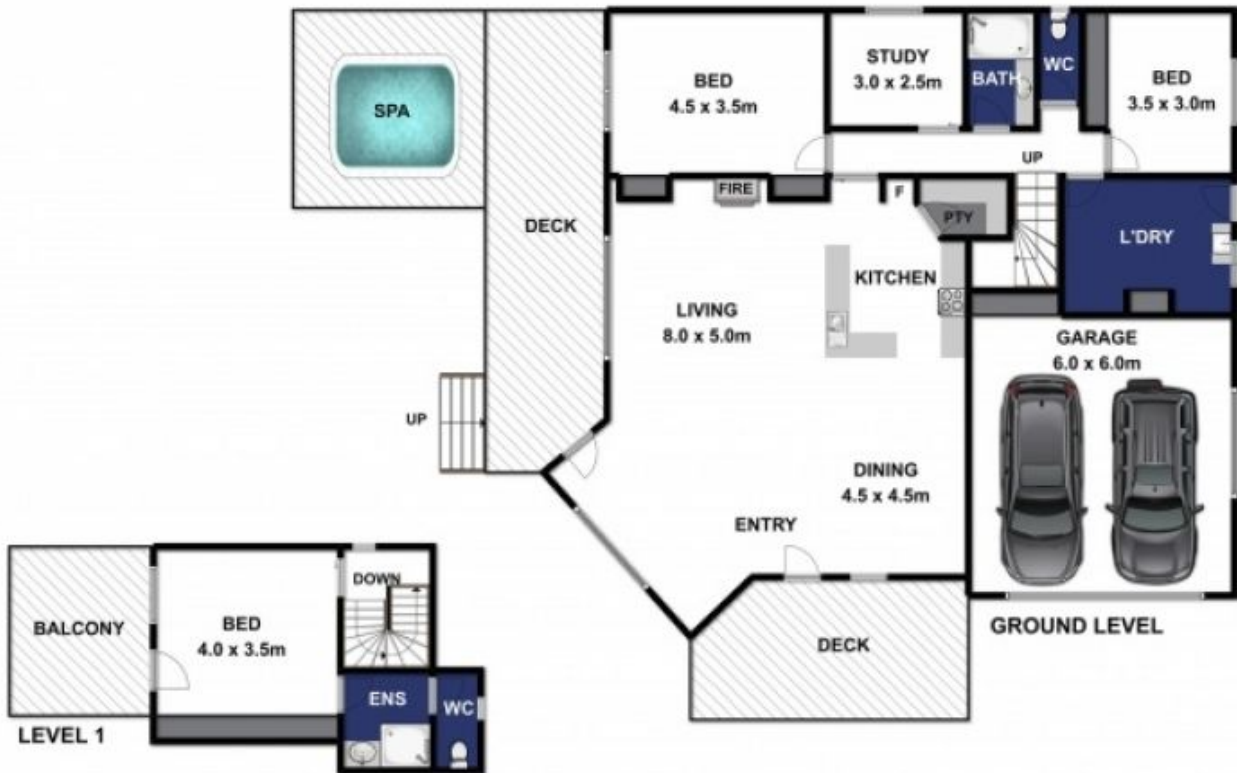 SPA
DECK
BED
4.5 x 3.5m
STUDY
3.0 x 2.5m
BATH
WC
BED
3.5 x 3.0m
UP
FIRE
F
PTY
L'DRY
KITCHEN
LIVING
8.0 x 5.0m
GARAGE
6.0 x 6.0m
UP
DINING
4.5 x 4.5m
ENTRY
DECK
GROUND LEVEL
BALCONY
BED
4.0 x 3.5m
DOWN
ENS
WC
LEVEL 1